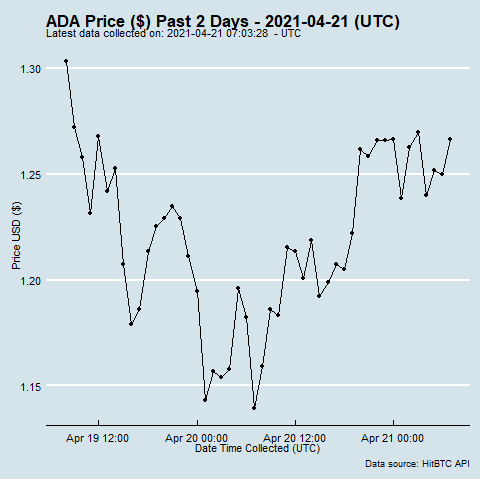 ADA Price ($) Past 2 Days - 2021-04-21 (UTC)
Latest data collected on: 2021-04-21 07:03:28 - UTC
1.30
1.25
1.20
1.15
Price USD ($)
Apr 19 12:00 Apr 20 00:00 Apr 20 12:00 Apr 21 00:00
Date Time Collected (UTC)
Data source: HitBTC API